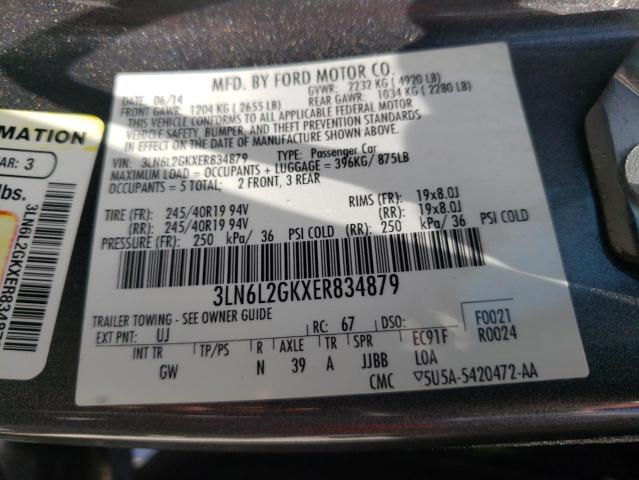 MFD. BY FORD MOTOR CO.
DATE: 06/14 GVWR: 2232 KG ( 4920 LB)
FRONT GAWR: 1204 KG ( 2655 LB) REAR GAWR: 1034 KG ( 2280 LB)
THIS VEHICLE CONFORMS TO ALL APPLICABLE FEDERAL MOTOR
VEHICLE SAFETY, BUMPER, AND THEFT PREVENTION STANDARDS
IN EFFECT ON THE DATE OF MANUFACTURE SHOWN ABOVE.
VIN: 3LN6L2GKXER834879 TYPE: Passenger Car
MAXIMUM LOAD = OCCUPANTS + LUGGAGE = 396KG/ 875LB
OCCUPANTS = 5 TOTAL; 2 FRONT, 3 REAR
TIRE (FR): 245/40R19 94V RIMS (FR): 19x8.0J
(RR): 245/40R19 94V (RR): 19x8.0J
PRESSURE (FR): 250 kPa/ 36 PSI COLD (RR): 250 kPa/ 36 PSI COLD
3LN6L2GKXER834879
TRAILER TOWING - SEE OWNER GUIDE
EXT PNT: UJ RC: 67 DSO: F0021
INT TR TP/PS R AXLE TR SPR EC91F R0024
GW N 39 A JJBB LOA
CMC ▽5U5A-5420472-AA
RMATION
AR: 3
lbs.
3LN6L2GKXER8348